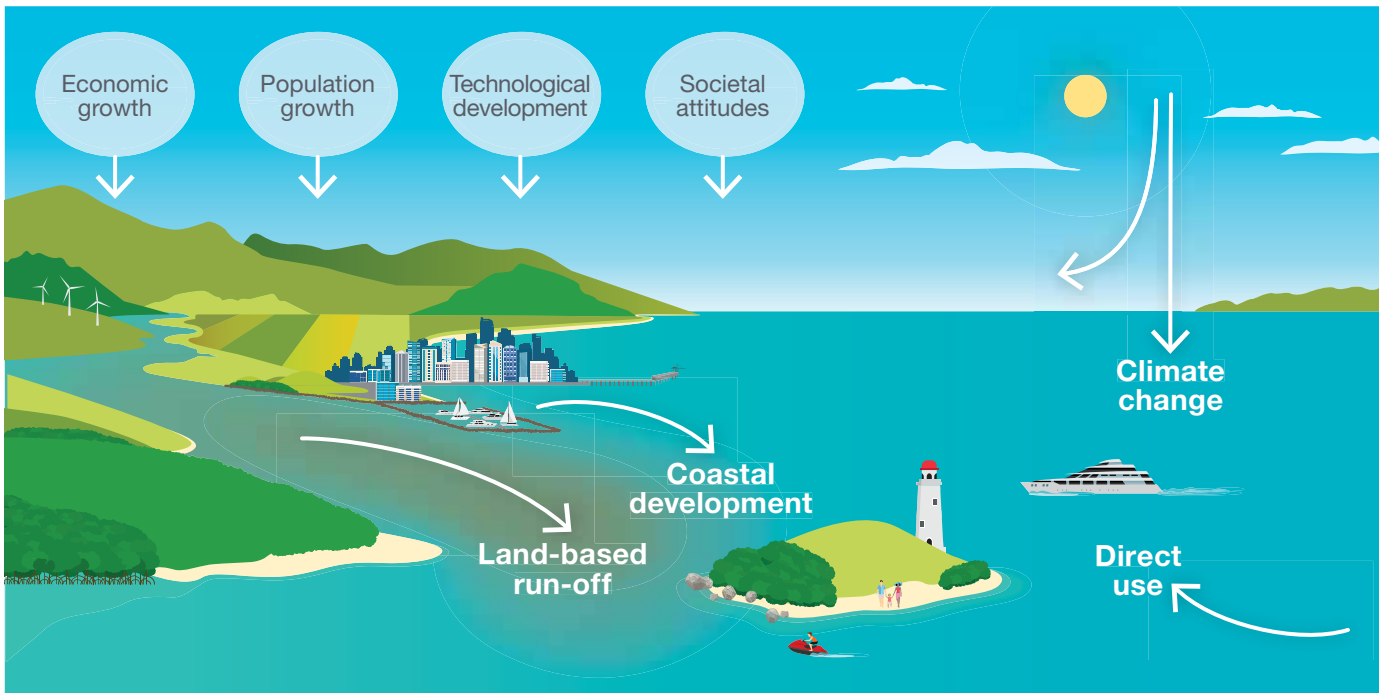 Economic
growth
Population
growth
Technological
development
Societal
attitudes
Climate
change
Coastal
development
Land-based
run-off
Direct
use